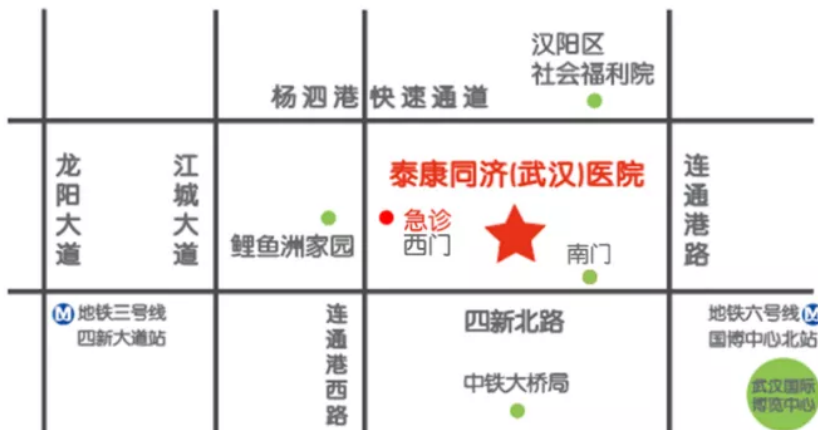 汉阳区
社会福利院
杨泗港 快速通道
龙阳大道
江城大道
泰康同济(武汉)医院
连通港路
急诊
鲤鱼洲家园
西门
南门
M 地铁三号线
四新大道站
连通港西路
四新北路
地铁六号线 M
国博中心北站
中铁大桥局
武汉国际
博览中心